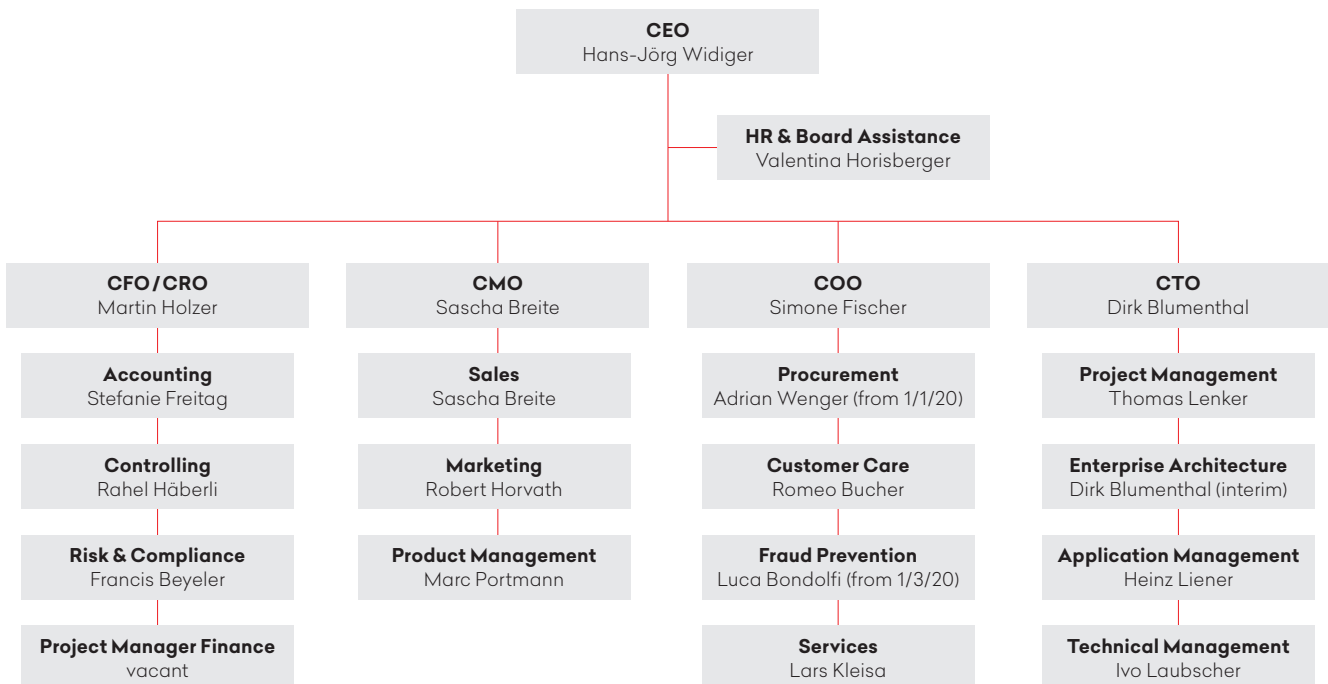 CEO
Hans-Jörg Widiger
HR & Board Assistance
Valentina Horisberger
CFO/CRO
Martin Holzer
CMO
Sascha Breite
COO
Simone Fischer
CTO
Dirk Blumenthal
Accounting
Stefanie Freitag
Sales
Sascha Breite
Procurement
Adrian Wenger (from 1/1/20)
Project Management
Thomas Lenker
Controlling
Rahel Häberli
Marketing
Robert Horvath
Customer Care
Romeo Bucher
Enterprise Architecture
Dirk Blumenthal (interim)
Risk & Compliance
Francis Beyeler
Product Management
Marc Portmann
Fraud Prevention
Luca Bondolfi (from 1/3/20)
Application Management
Heinz Liener
Project Manager Finance
vacant
Services
Lars Kleisa
Technical Management
Ivo Laubscher